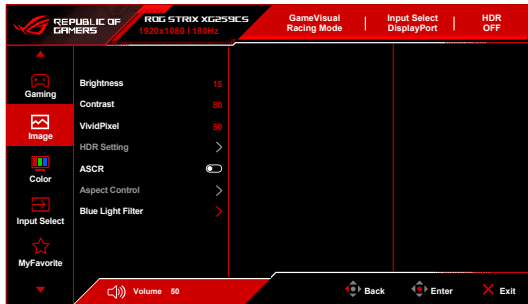 REPUBLIC OF
GAMERS
ROG STRIX XG259CS
1920x1080 | 180Hz
GameVisual
Racing Mode
Input Select
DisplayPort
HDR
OFF
Gaming
Image
Color
Input Select
MyFavorite
Brightness 15
Contrast 80
VividPixel 50
HDR Setting
ASCR
Aspect Control
Blue Light Filter
Volume 50
Back
Enter
Exit